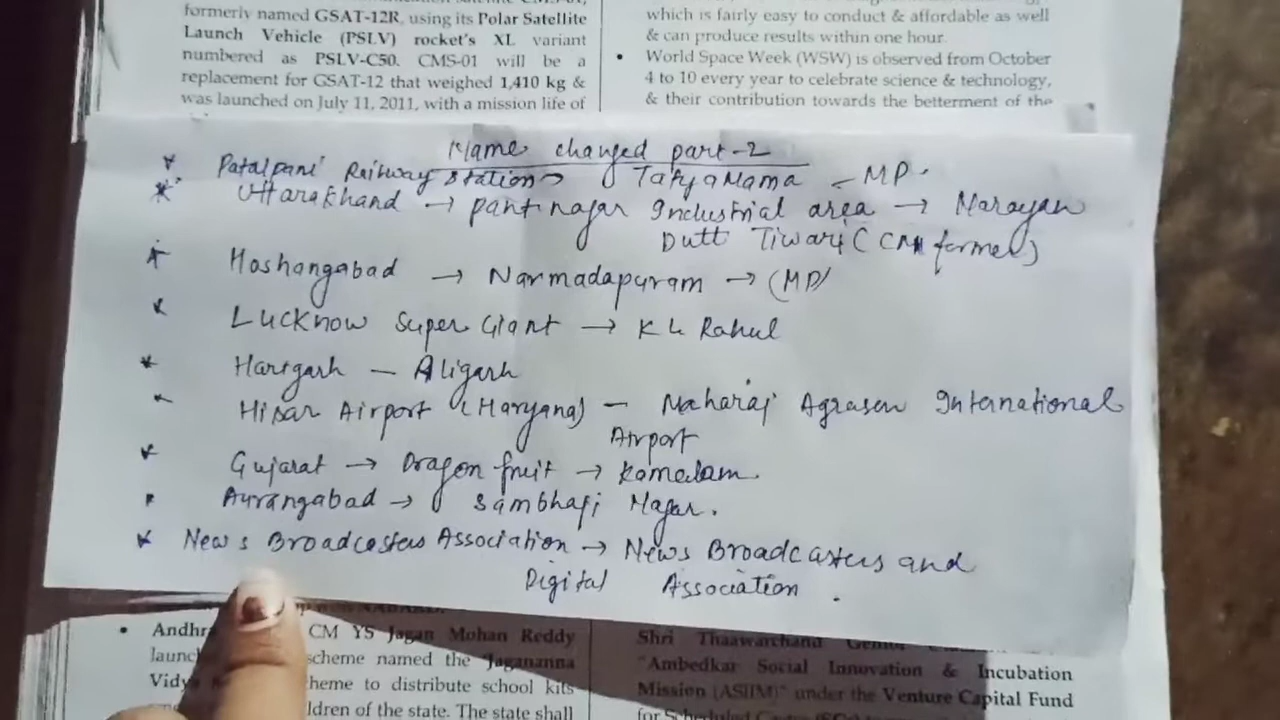 formerly named GSAT-12R, using its Polar Satellite
Launch Vehicle (PSLV) rocket's XL variant
numbered as PSLV-C50. CMS-01 will be a
replacement for GSAT-12 that weighed 1,410 kg &
was launched on July 11, 2011, with a mission life of
which is fairly easy to conduct & affordable as well
& can produce results within one hour.
• World Space Week (WSW) is observed from October
4 to 10 every year to celebrate science & technology,
& their contribution towards the betterment of the
Name changed part-2
* Patalpani Railway Station → Tatya Mama - MP.
* Uttarakhand → pantnagar Industrial area → Narayan
Dutt Tiwari (CM former)
* Hoshangabad → Narmadapuram → (MP)
* Lucknow Super Giant → K L Rahul
* Harigarh - Aligarh
* Hisar Airport (Haryana) - Maharaj Agrasen International
Airport
* Gujarat → Dragon fruit → Kamalam.
* Aurangabad → Sambhaji Nagar.
* News Broadcasters Association → News Broadcasters and
Digital Association.
• Andhr CM YS Jagan Mohan Reddy
launc scheme named the 'Jagananna
Vidy heme to distribute school kits
ldren of the state. The state shall
Shri Thaawarchand
"Ambedkar Social Innovation & Incubation
Mission (ASIIM)" under the Venture Capital Fund